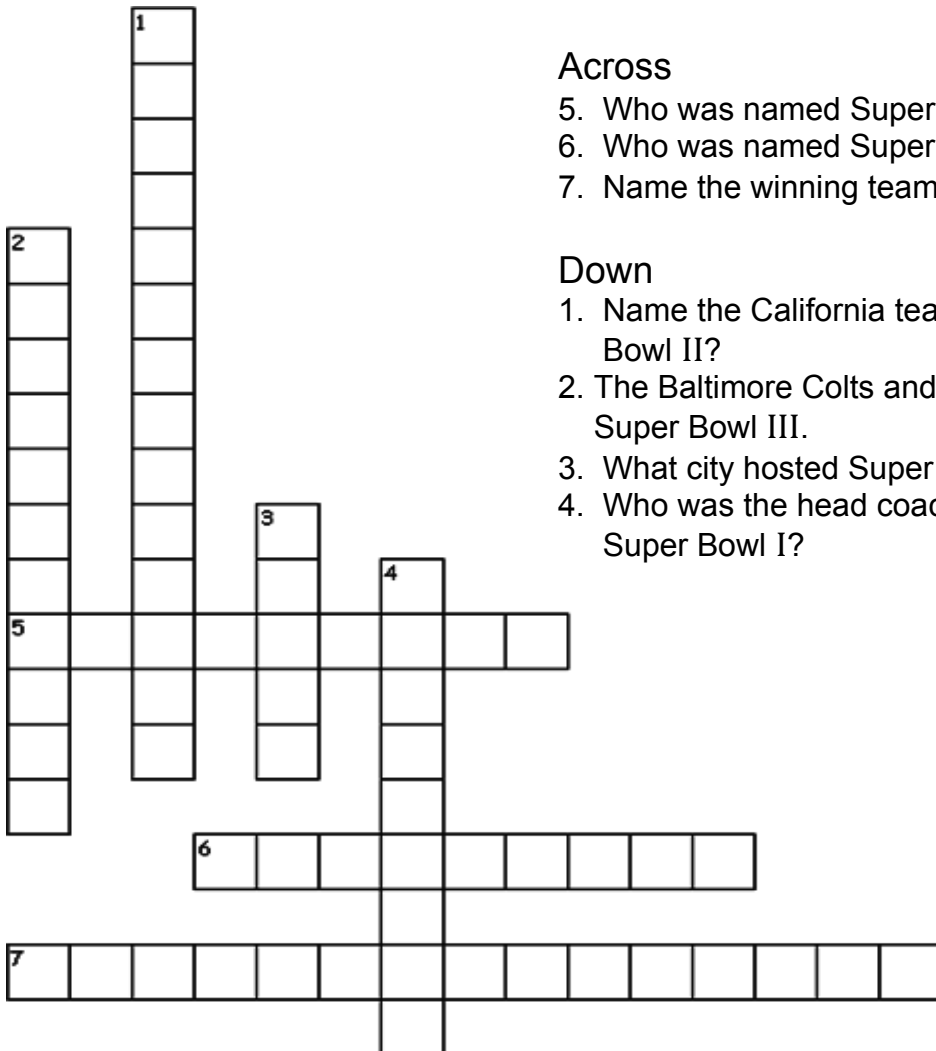 Across
5. Who was named Super
6. Who was named Super
7. Name the winning team
Down
1. Name the California tea
Bowl II?
2. The Baltimore Colts and
Super Bowl III.
3. What city hosted Super
4. Who was the head coac
Super Bowl I?
1
2
3
4
5
6
7